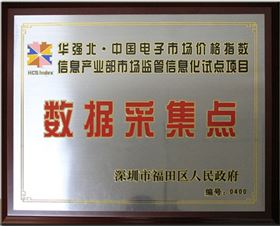 华强北·中国电子市场价格指数
HCS Index
信息产业部市场监管信息化试点项目
数据采集点
深圳市福田区人民政府
编号：0400